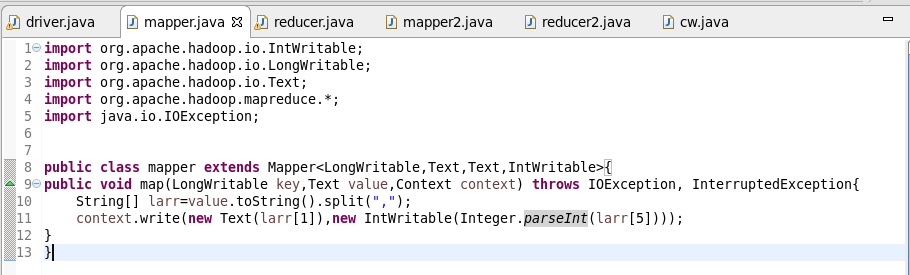 driver.java mapper.java reducer.java mapper2.java reducer2.java cw.java
1 import org.apache.hadoop.io.IntWritable;
2 import org.apache.hadoop.io.LongWritable;
3 import org.apache.hadoop.io.Text;
4 import org.apache.hadoop.mapreduce.*;
5 import java.io.IOException;
6
7
8 public class mapper extends Mapper<LongWritable,Text,Text,IntWritable>{
9 public void map(LongWritable key,Text value,Context context) throws IOException, InterruptedException{
10     String[] larr=value.toString().split(",");
11     context.write(new Text(larr[1]),new IntWritable(Integer.parseInt(larr[5])));
12 }
13 }